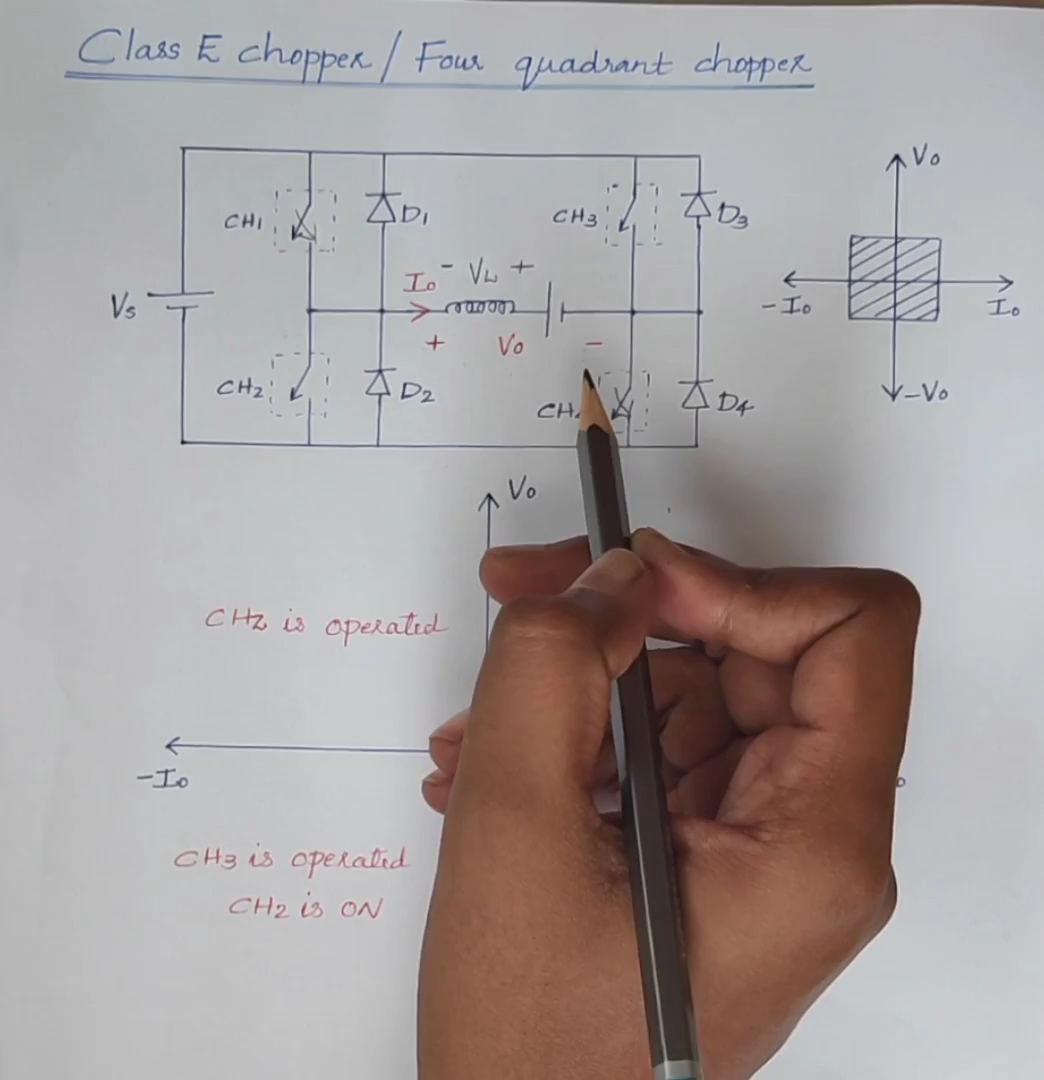 Class E chopper / Four quadrant chopper
Vo
CH1
D1
CH3
D3
Io - VL +
-Io
Io
Vs
+ Vo -
CH2
D2
D4
-Vo
Vo
CH2 is operated
-Io
CH3 is operated
CH2 is ON